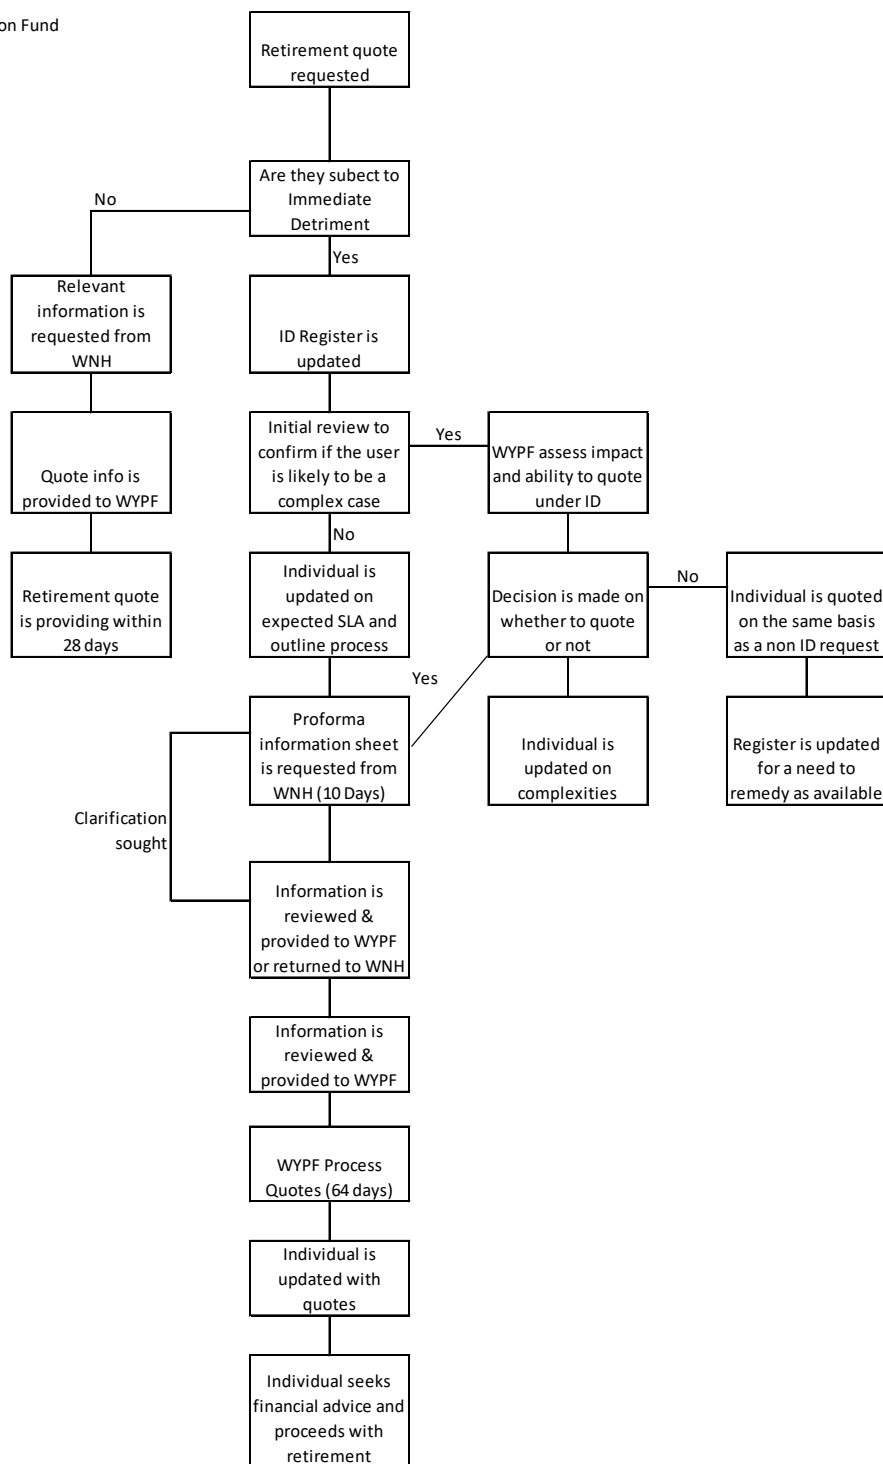 on Fund
Retirement quote
requested
Are they subect to
Immediate
Detriment
No
Yes
Relevant
information is
requested from
WNH
ID Register is
updated
Initial review to
confirm if the user
is likely to be a
complex case
Yes
WYPF assess impact
and ability to quote
under ID
Quote info is
provided to WYPF
No
Retirement quote
is providing within
28 days
Individual is
updated on
expected SLA and
outline process
Decision is made on
whether to quote
or not
No
Individual is quoted
on the same basis
as a non ID request
Yes
Proforma
information sheet
is requested from
WNH (10 Days)
Individual is
updated on
complexities
Register is updated
for a need to
remedy as available
Clarification
sought
Information is
reviewed &
provided to WYPF
or returned to WNH
Information is
reviewed &
provided to WYPF
WYPF Process
Quotes (64 days)
Individual is
updated with
quotes
Individual seeks
financial advice and
proceeds with
retirement